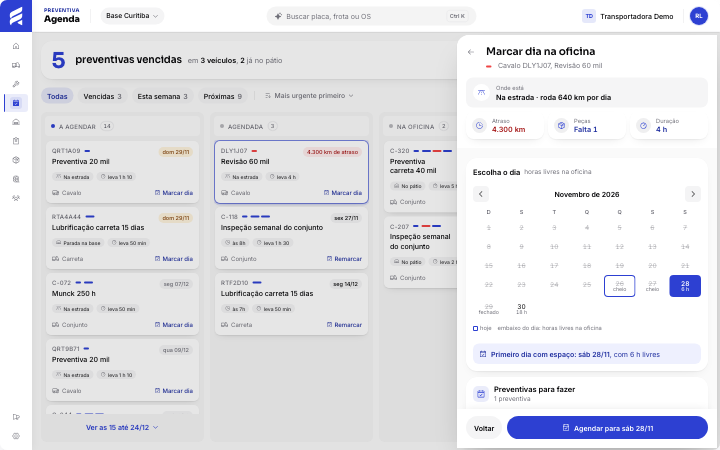 PREVENTIVA
Agenda
Base Curitiba
Buscar placa, frota ou OS
Ctrl K
TD
Transportadora Demo
RL
5 preventivas vencidas em 3 veículos, 2 já no pátio
Todas
Vencidas 3
Esta semana 3
Próximas 9
Mais urgente primeiro
A AGENDAR 14
QRT1A09
dom 29/11
Preventiva 20 mil
Na estrada
leva 1 h 10
Cavalo
Marcar dia
RTA4A44
dom 29/11
Lubrificação carreta 15 dias
Parada na base
leva 50 min
Carreta
Marcar dia
C-072
seg 07/12
Munck 250 h
Na estrada
leva 50 min
Conjunto
Marcar dia
QRT9B71
qua 09/12
Preventiva 20 mil
Na estrada
leva 1 h 10
Cavalo
Marcar dia
Ver as 15 até 24/12
AGENDADA 3
DLY1J07
4.300 km de atraso
Revisão 60 mil
Na estrada
leva 4 h
Cavalo
Marcar dia
C-118
sex 27/11
Inspeção semanal do conjunto
às 8h
leva 1 h 30
Conjunto
Remarcar
RTF2D10
seg 14/12
Lubrificação carreta 15 dias
às 7h
leva 50 min
Carreta
Remarcar
NA OFICINA 2
C-320
Preventiva
carreta 40 mil
No pátio
leva 5 h
Conjunto
C-207
Inspeção semanal
do conjunto
No pátio
leva 2 h
Conjunto
Marcar dia na oficina
Cavalo DLY1J07, Revisão 60 mil
Onde está
Na estrada · roda 640 km por dia
Atraso
4.300 km
Peças
Falta 1
Duração
4 h
Escolha o dia horas livres na oficina
Novembro de 2026
D S T Q Q S S
1 2 3 4 5 6 7
8 9 10 11 12 13 14
15 16 17 18 19 20 21
22 23 24 25 26 27 28
cheio cheio 6 h
29 30
fechado 18 h
hoje embaixo do dia: horas livres na oficina
Primeiro dia com espaço: sáb 28/11, com 6 h livres
Preventivas para fazer
1 preventiva
Voltar
Agendar para sáb 28/11